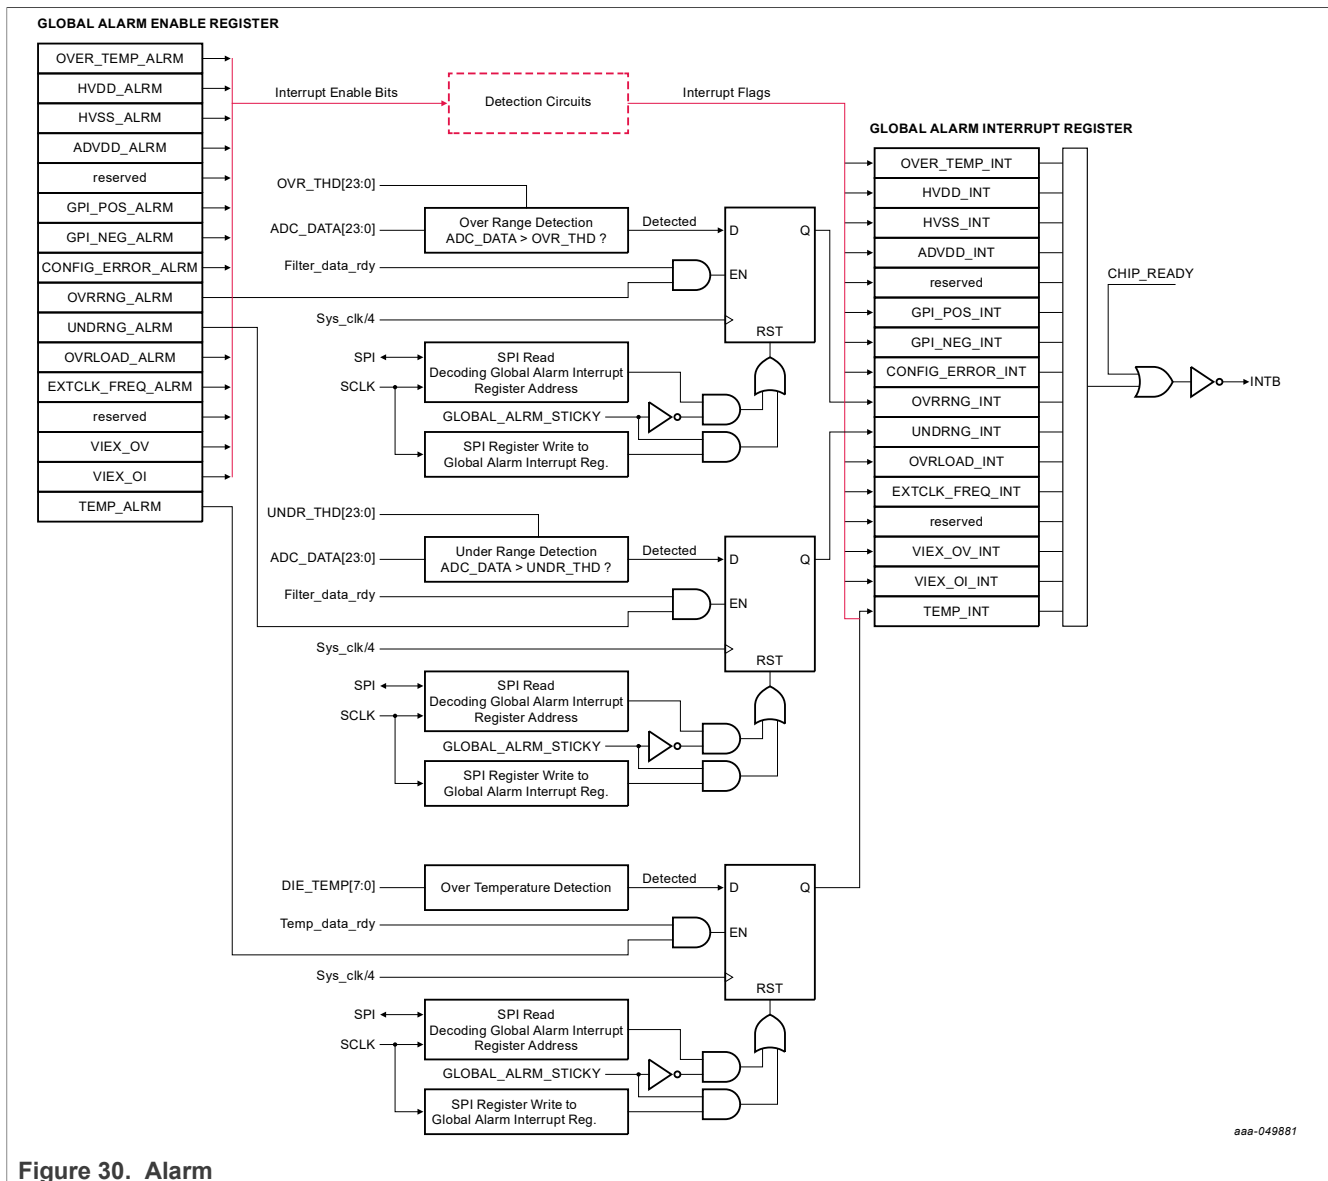 GLOBAL ALARM ENABLE REGISTER
OVER_TEMP_ALRM
HVDD_ALRM
HVSS_ALRM
ADVDD_ALRM
reserved
GPI_POS_ALRM
GPI_NEG_ALRM
CONFIG_ERROR_ALRM
OVRRNG_ALRM
UNDRNG_ALRM
OVRLOAD_ALRM
EXTCLK_FREQ_ALRM
reserved
VIEX_OV
VIEX_OI
TEMP_ALRM
Interrupt Enable Bits
Detection Circuits
Interrupt Flags
OVR_THD[23:0]
ADC_DATA[23:0]
Over Range Detection
ADC_DATA > OVR_THD ?
Detected
D
Q
Filter_data_rdy
EN
Sys_clk/4
RST
SPI
SCLK
SPI Read
Decoding Global Alarm Interrupt
Register Address
GLOBAL_ALRM_STICKY
SPI Register Write to
Global Alarm Interrupt Reg.
UNDR_THD[23:0]
ADC_DATA[23:0]
Under Range Detection
ADC_DATA > UNDR_THD ?
Detected
D
Q
Filter_data_rdy
EN
Sys_clk/4
RST
SPI
SCLK
SPI Read
Decoding Global Alarm Interrupt
Register Address
GLOBAL_ALRM_STICKY
SPI Register Write to
Global Alarm Interrupt Reg.
DIE_TEMP[7:0]
Over Temperature Detection
Detected
D
Q
Temp_data_rdy
EN
Sys_clk/4
RST
SPI
SCLK
SPI Read
Decoding Global Alarm Interrupt
Register Address
GLOBAL_ALRM_STICKY
SPI Register Write to
Global Alarm Interrupt Reg.
GLOBAL ALARM INTERRUPT REGISTER
OVER_TEMP_INT
HVDD_INT
HVSS_INT
ADVDD_INT
reserved
GPI_POS_INT
GPI_NEG_INT
CONFIG_ERROR_INT
OVRRNG_INT
UNDRNG_INT
OVRLOAD_INT
EXTCLK_FREQ_INT
reserved
VIEX_OV_INT
VIEX_OI_INT
TEMP_INT
CHIP_READY
INTB
aaa-049881
Figure 30. Alarm